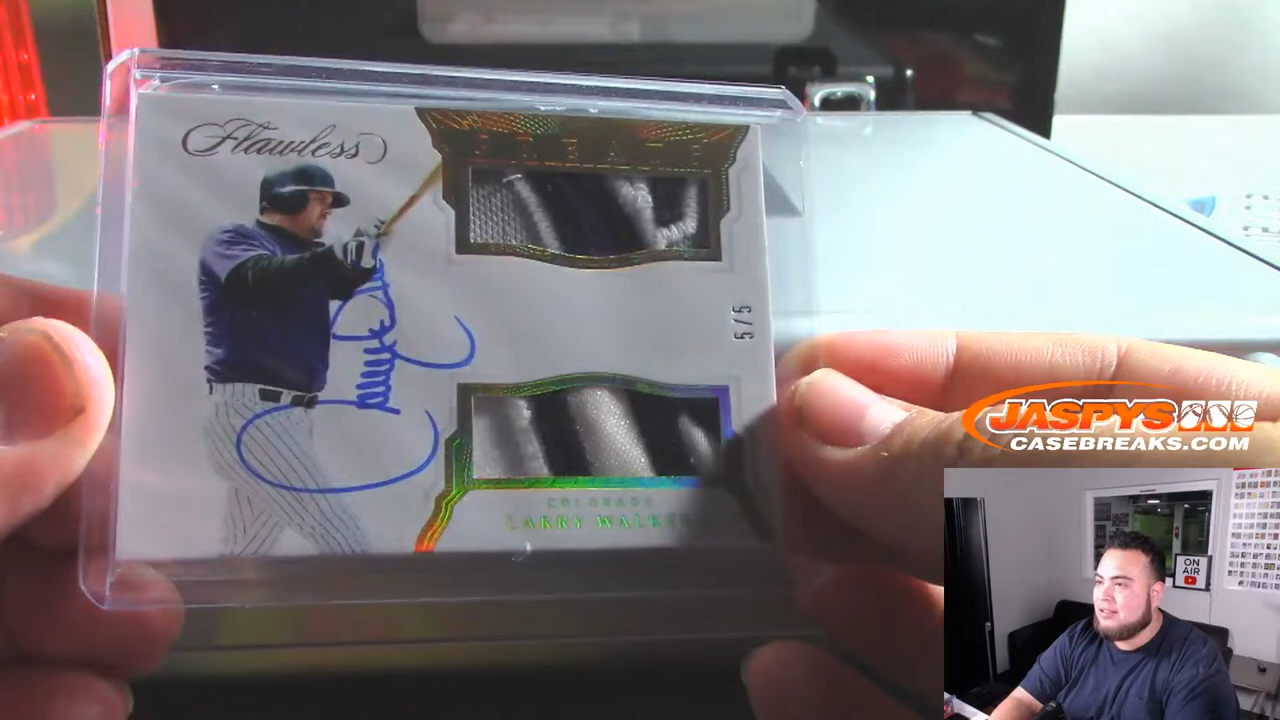 Flawless
5/5
COLORADO
LARRY WALKER
JASPYS
CASEBREAKS.COM
ON
AIR